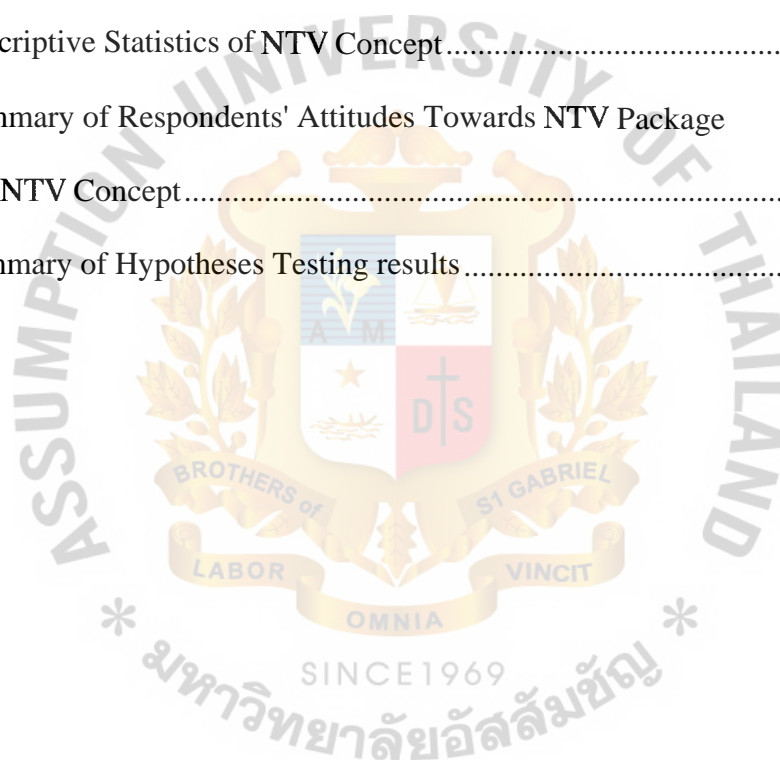 criptive Statistics of NTV Concept........................................
nmary of Respondents' Attitudes Towards NTV Package
NTV Concept........................................................................
nmary of Hypotheses Testing results........................................
ASSUMPTION UNIVERSITY OF THAILAND
A M
D S
BROTHERS of S1 GABRIEL
LABOR VINCIT
OMNIA
* *
SINCE1969
มหาวิทยาลัยอัสสัมชัญ